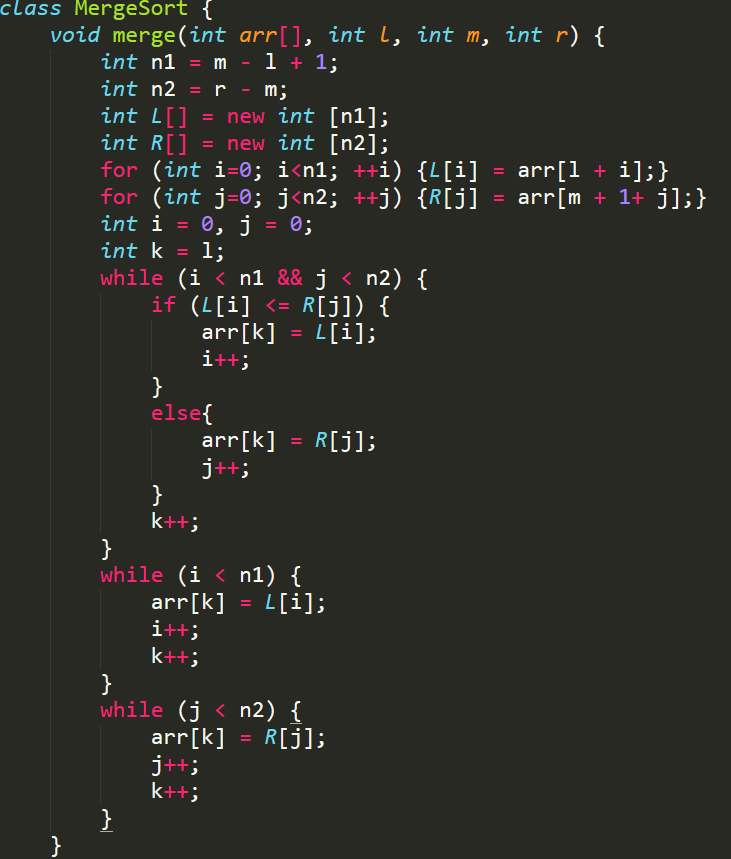 class MergeSort {
    void merge(int arr[], int l, int m, int r) {
        int n1 = m - l + 1;
        int n2 = r - m;
        int L[] = new int [n1];
        int R[] = new int [n2];
        for (int i=0; i<n1; ++i) {L[i] = arr[l + i];}
        for (int j=0; j<n2; ++j) {R[j] = arr[m + 1+ j];}
        int i = 0, j = 0;
        int k = l;
        while (i < n1 && j < n2) {
            if (L[i] <= R[j]) {
                arr[k] = L[i];
                i++;
            }
            else{
                arr[k] = R[j];
                j++;
            }
            k++;
        }
        while (i < n1) {
            arr[k] = L[i];
            i++;
            k++;
        }
        while (j < n2) {
            arr[k] = R[j];
            j++;
            k++;
        }
    }